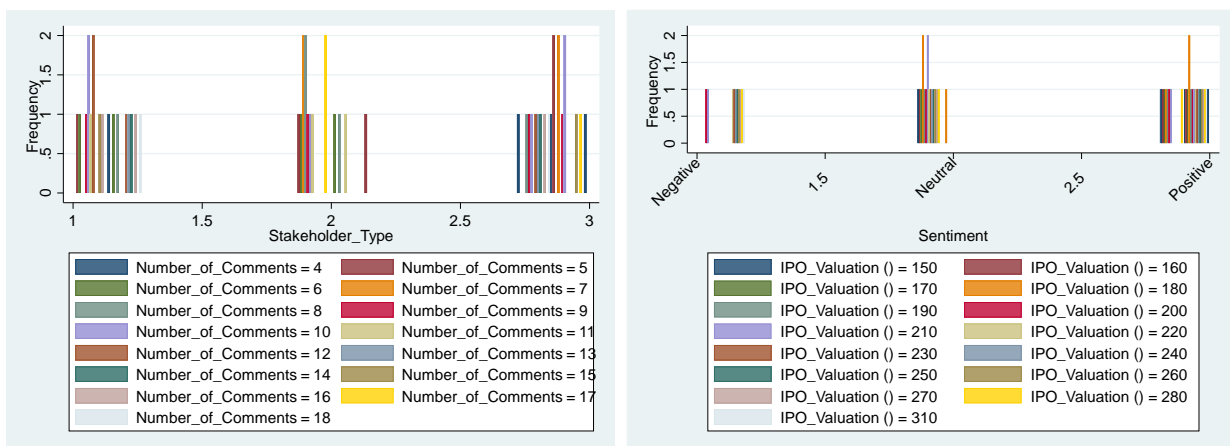 2
1.5
1
.5
0
Frequency
1 1.5 2 2.5 3
Stakeholder_Type
Number_of_Comments = 4 Number_of_Comments = 5
Number_of_Comments = 6 Number_of_Comments = 7
Number_of_Comments = 8 Number_of_Comments = 9
Number_of_Comments = 10 Number_of_Comments = 11
Number_of_Comments = 12 Number_of_Comments = 13
Number_of_Comments = 14 Number_of_Comments = 15
Number_of_Comments = 16 Number_of_Comments = 17
Number_of_Comments = 18
2
1.5
1
.5
0
Frequency
Negative 1.5 Neutral 2.5 Positive
Sentiment
IPO_Valuation () = 150 IPO_Valuation () = 160
IPO_Valuation () = 170 IPO_Valuation () = 180
IPO_Valuation () = 190 IPO_Valuation () = 200
IPO_Valuation () = 210 IPO_Valuation () = 220
IPO_Valuation () = 230 IPO_Valuation () = 240
IPO_Valuation () = 250 IPO_Valuation () = 260
IPO_Valuation () = 270 IPO_Valuation () = 280
IPO_Valuation () = 310